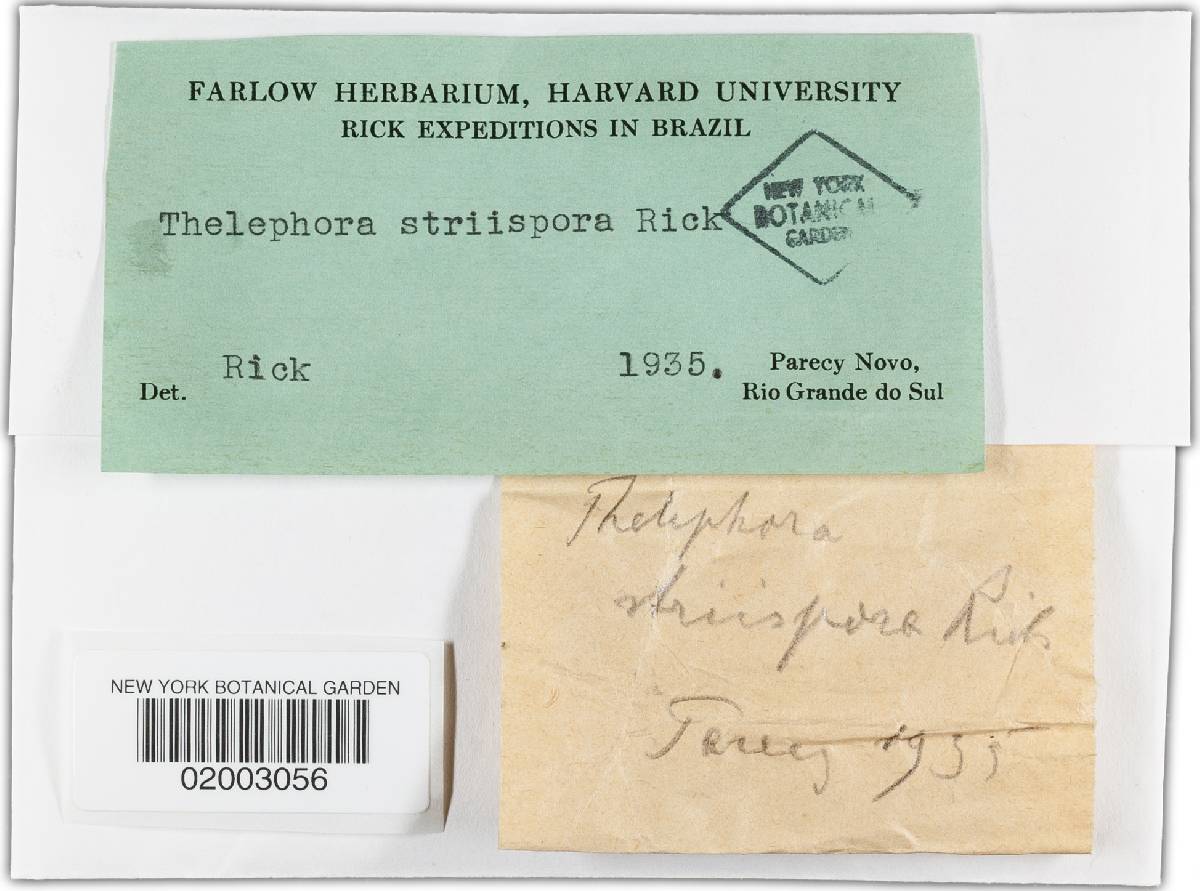 FARLOW HERBARIUM, HARVARD UNIVERSITY
RICK EXPEDITIONS IN BRAZIL
Thelephora striispora Rick
NEW YORK
BOTANICAL
GARDEN
Det. Rick
1935.
Parecy Novo,
Rio Grande do Sul
Thelephora
striispora Rick
Parecy 1935
NEW YORK BOTANICAL GARDEN
02003056